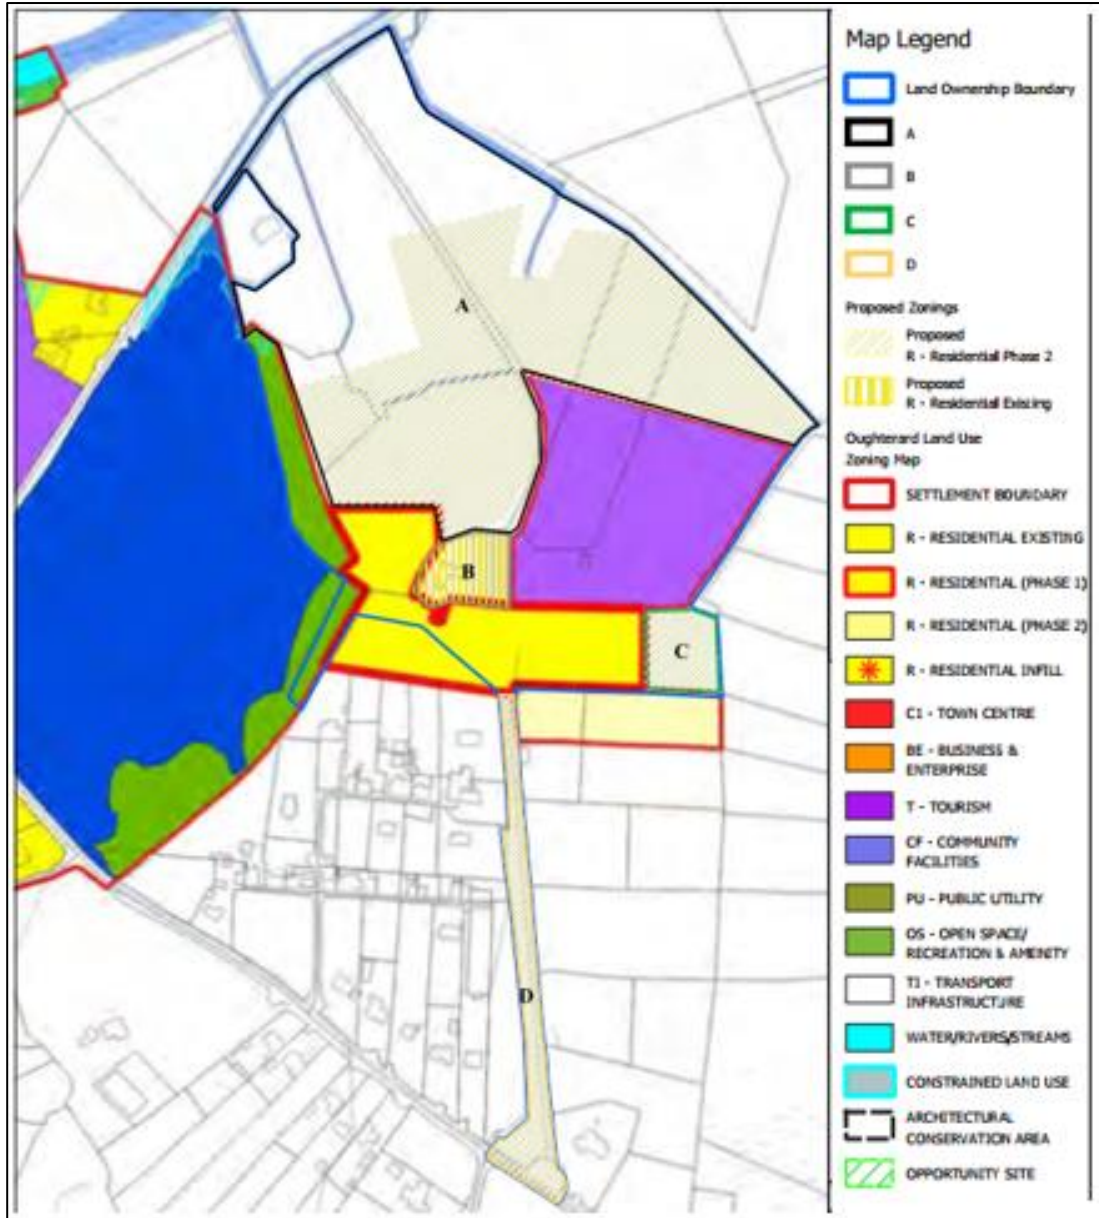 Map Legend
Land Ownership Boundary
A
B
C
D
Proposed Zonings
Proposed
R - Residential Phase 2
Proposed
R - Residential Existing
Oughterard Land Use
Zoning Map
SETTLEMENT BOUNDARY
R - RESIDENTIAL EXISTING
R - RESIDENTIAL (PHASE 1)
R - RESIDENTIAL (PHASE 2)
R - RESIDENTIAL INFILL
C1 - TOWN CENTRE
BE - BUSINESS &
ENTERPRISE
T - TOURISM
CF - COMMUNITY
FACILITIES
PU - PUBLIC UTILITY
OS - OPEN SPACE/
RECREATION & AMENITY
TI - TRANSPORT
INFRASTRUCTURE
WATER/RIVERS/STREAMS
CONSTRAINED LAND USE
ARCHITECTURAL
CONSERVATION AREA
OPPORTUNITY SITE
A
B
C
D